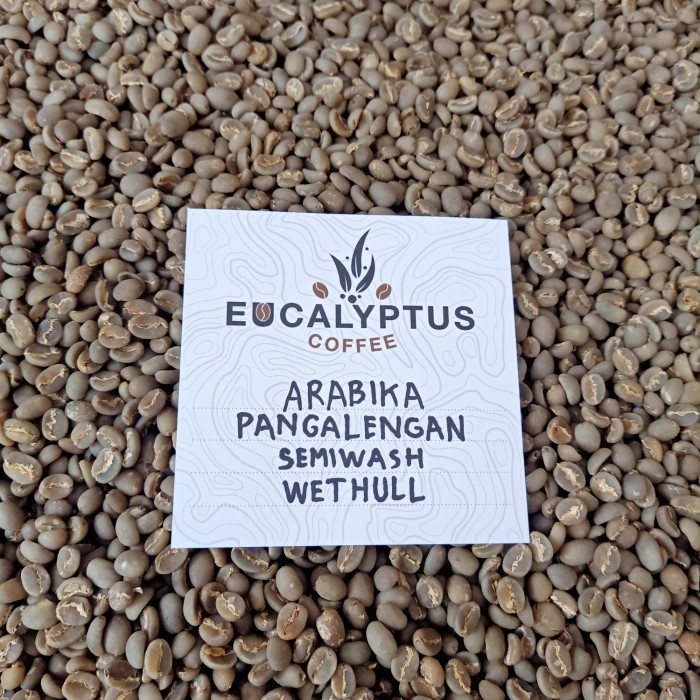 EUCALYPTUS
COFFEE
ARABIKA
PANGALENGAN
SEMIWASH
WETHULL